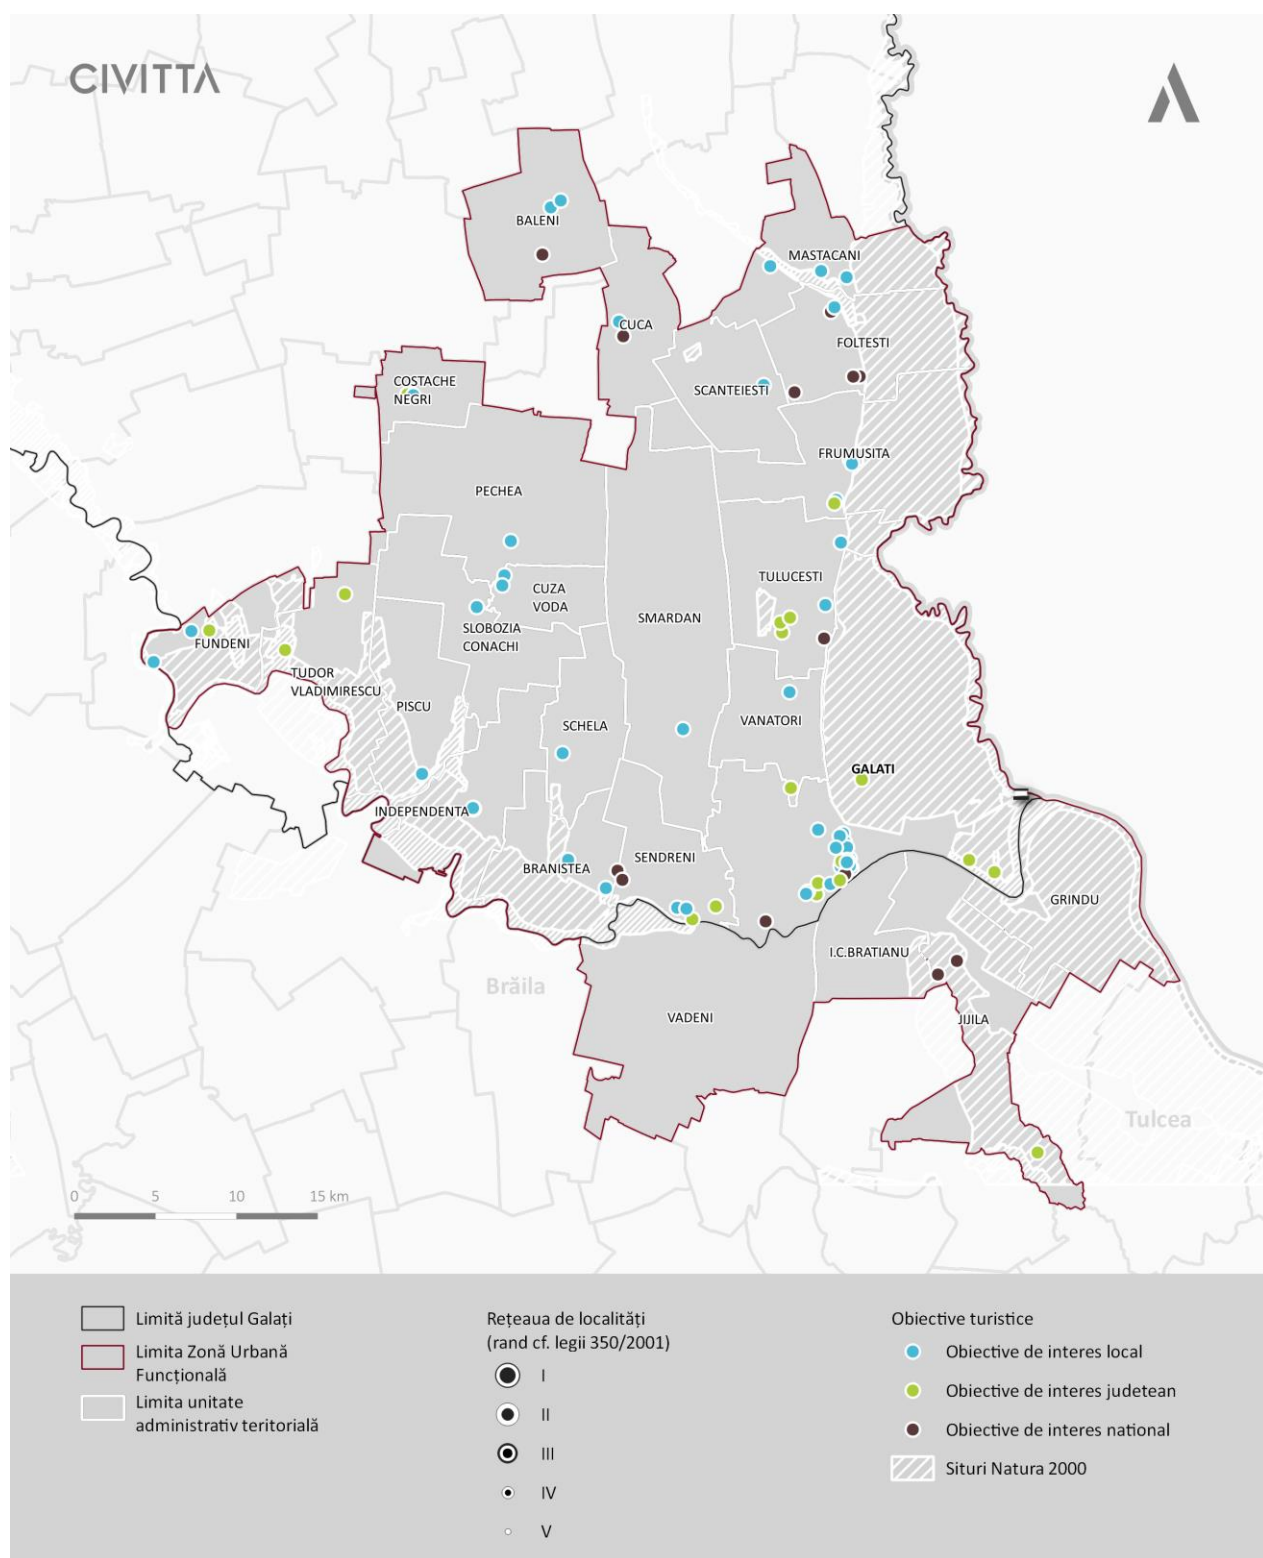 CIVITTA
BALENI
MASTACANI
CUCA
FOLTESTI
COSTACHE
NEGRI
SCANTEIESTI
FRUMUSITA
PECHEA
TULUCESTI
CUZA
VODA
SMARDAN
SLOBOZIA
CONACHI
FUNDENI
TUDOR
VLADIMIRESCU
PISCU
SCHELA
VANATORI
GALATI
INDEPENDENTA
BRANISTEA
SENDRENI
GRINDU
I.C.BRATIANU
Brăila
VADENI
JIJILA
Tulcea
0 5 10 15 km
Limită județul Galați
Limita Zonă Urbană
Funcțională
Limita unitate
administrativ teritorială
Rețeaua de localități
(rand cf. legii 350/2001)
I
II
III
IV
V
Obiective turistice
Obiective de interes local
Obiective de interes judetean
Obiective de interes national
Situri Natura 2000